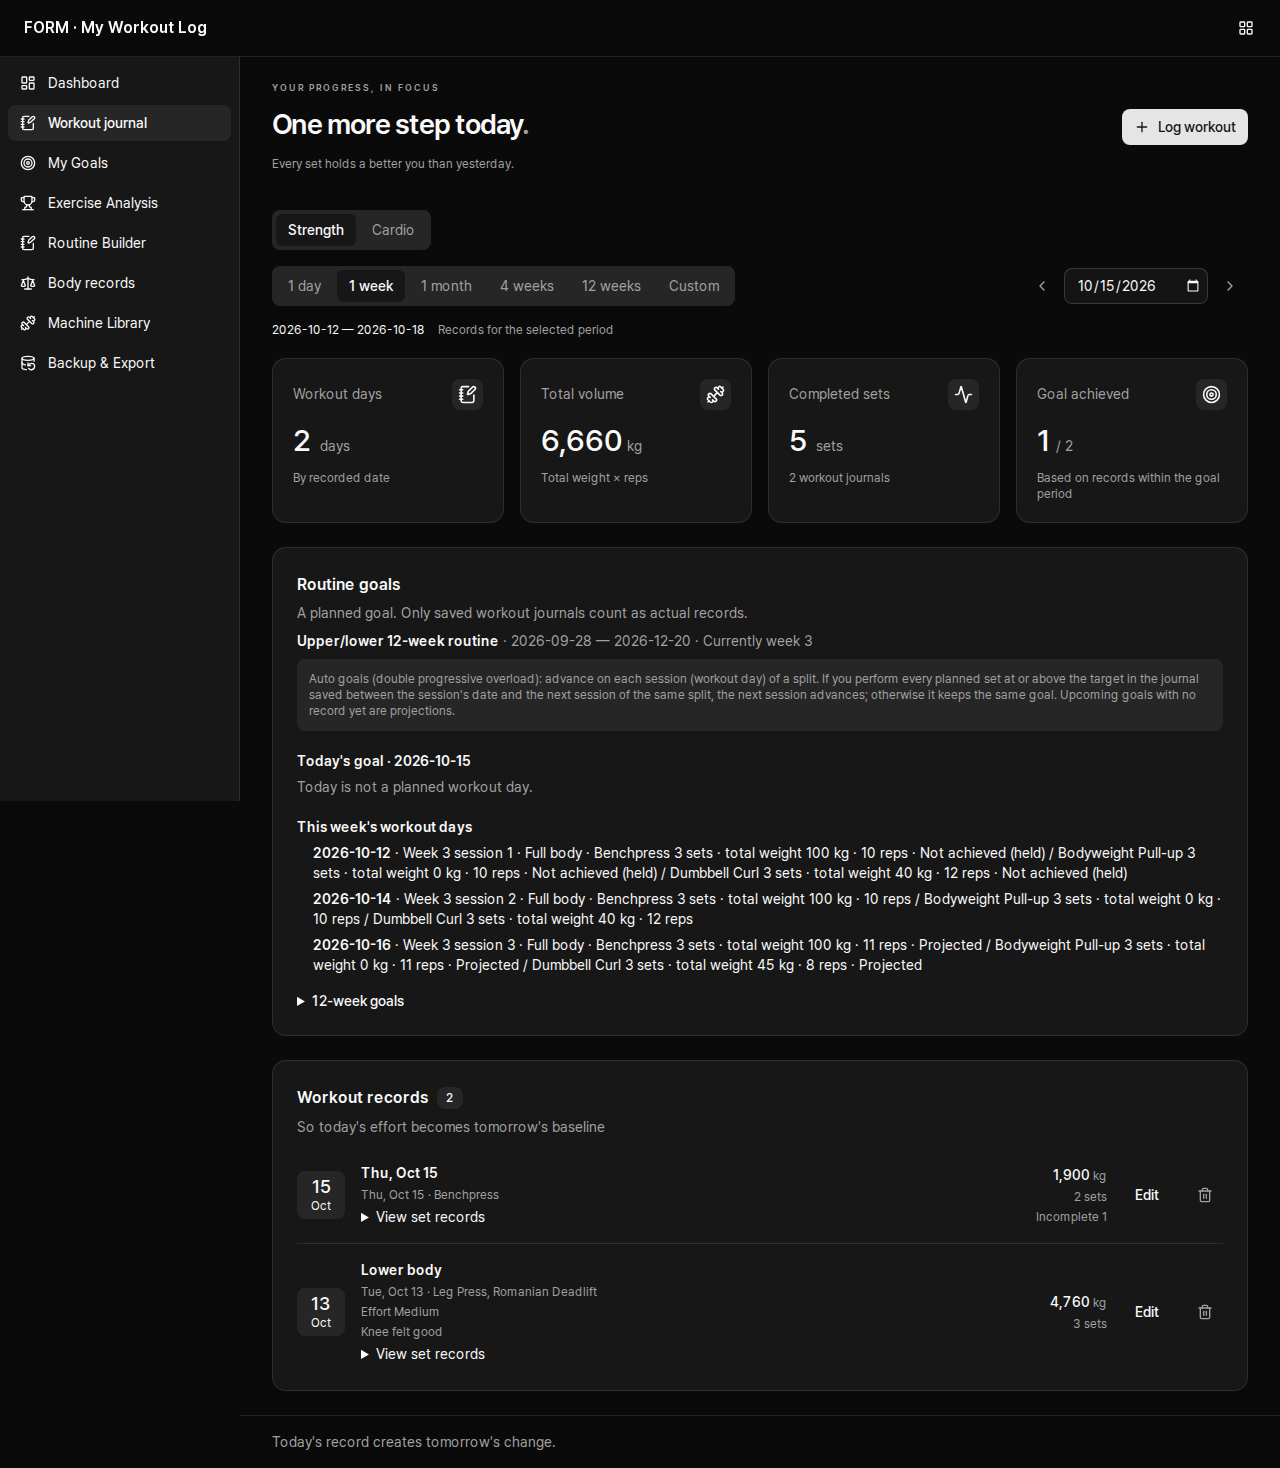 FORM · My Workout Log
Dashboard
Workout journal
My Goals
Exercise Analysis
Routine Builder
Body records
Machine Library
Backup & Export
YOUR PROGRESS, IN FOCUS
One more step today.
Every set holds a better you than yesterday.
Log workout
Strength Cardio
1 day 1 week 1 month 4 weeks 12 weeks Custom
10/15/2026
2026-10-12 — 2026-10-18 Records for the selected period
Workout days
2 days
By recorded date
Total volume
6,660 kg
Total weight × reps
Completed sets
5 sets
2 workout journals
Goal achieved
1 / 2
Based on records within the goal
period
Routine goals
A planned goal. Only saved workout journals count as actual records.
Upper/lower 12-week routine · 2026-09-28 — 2026-12-20 · Currently week 3
Auto goals (double progressive overload): advance on each session (workout day) of a split. If you perform every planned set at or above the target in the journal
saved between the session's date and the next session of the same split, the next session advances; otherwise it keeps the same goal. Upcoming goals with no
record yet are projections.
Today's goal · 2026-10-15
Today is not a planned workout day.
This week's workout days
2026-10-12 · Week 3 session 1 · Full body · Benchpress 3 sets · total weight 100 kg · 10 reps · Not achieved (held) / Bodyweight Pull-up 3
sets · total weight 0 kg · 10 reps · Not achieved (held) / Dumbbell Curl 3 sets · total weight 40 kg · 12 reps · Not achieved (held)
2026-10-14 · Week 3 session 2 · Full body · Benchpress 3 sets · total weight 100 kg · 10 reps / Bodyweight Pull-up 3 sets · total weight 0 kg ·
10 reps / Dumbbell Curl 3 sets · total weight 40 kg · 12 reps
2026-10-16 · Week 3 session 3 · Full body · Benchpress 3 sets · total weight 100 kg · 11 reps · Projected / Bodyweight Pull-up 3 sets · total
weight 0 kg · 11 reps · Projected / Dumbbell Curl 3 sets · total weight 45 kg · 8 reps · Projected
12-week goals
Workout records 2
So today's effort becomes tomorrow's baseline
15
Oct
Thu, Oct 15
Thu, Oct 15 · Benchpress
View set records
1,900 kg
2 sets
Incomplete 1
Edit
13
Oct
Lower body
Tue, Oct 13 · Leg Press, Romanian Deadlift
Effort Medium
Knee felt good
View set records
4,760 kg
3 sets
Edit
Today's record creates tomorrow's change.